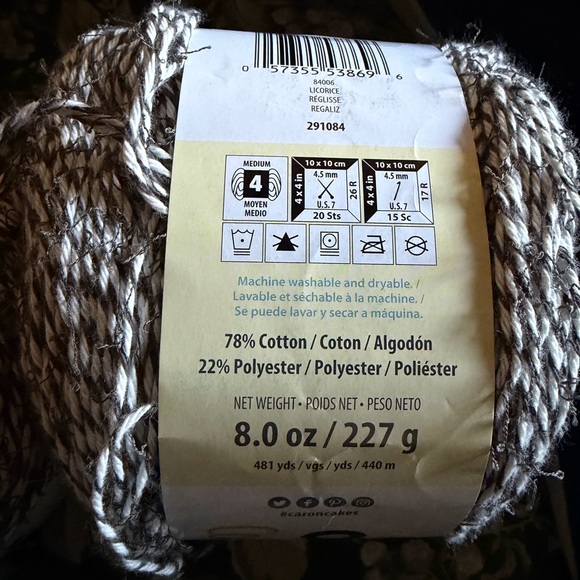 0 57355 53869 6
84006
LICORICE
RÉGLISSE
REGALIZ
291084
MEDIUM
4
MOYEN
MEDIO
10 x 10 cm
4 x 4 in
4.5 mm
U.S. 7
26 R
20 Sts
10 x 10 cm
4 x 4 in
4.5 mm
U.S. 7
17 R
15 Sc
Machine washable and dryable. /
Lavable et séchable à la machine. /
Se puede lavar y secar a máquina.
78% Cotton / Coton / Algodón
22% Polyester / Polyester / Poliéster
NET WEIGHT • POIDS NET • PESO NETO
8.0 oz / 227 g
481 yds / vgs / yds / 440 m
#caroncakes